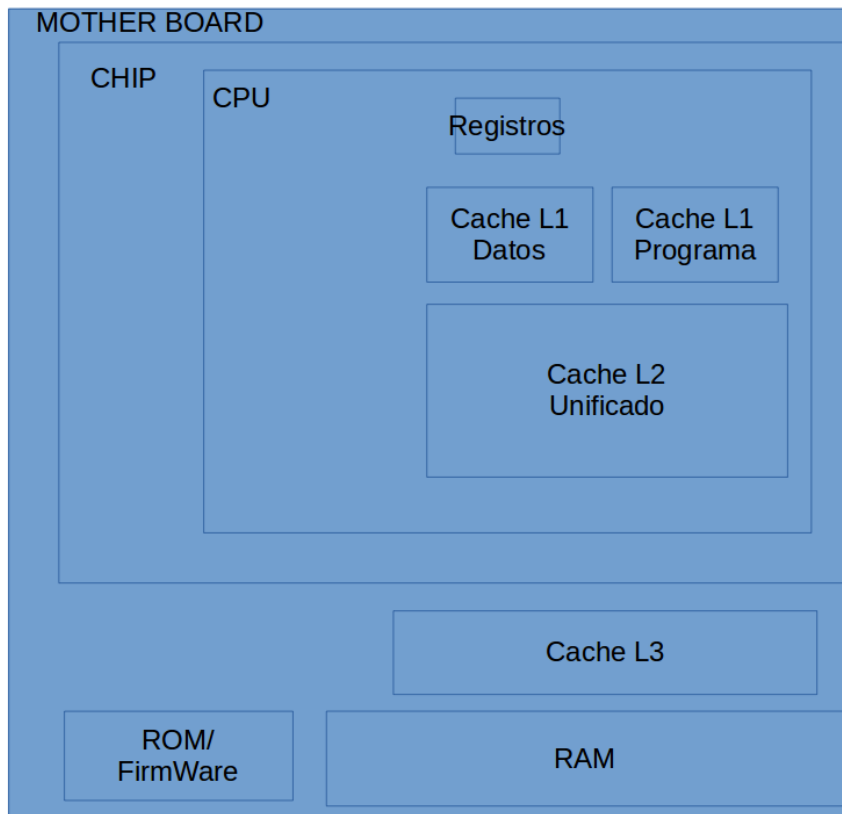 MOTHER BOARD
CHIP
CPU
Registros
Cache L1
Datos
Cache L1
Programa
Cache L2
Unificado
Cache L3
ROM/
FirmWare
RAM